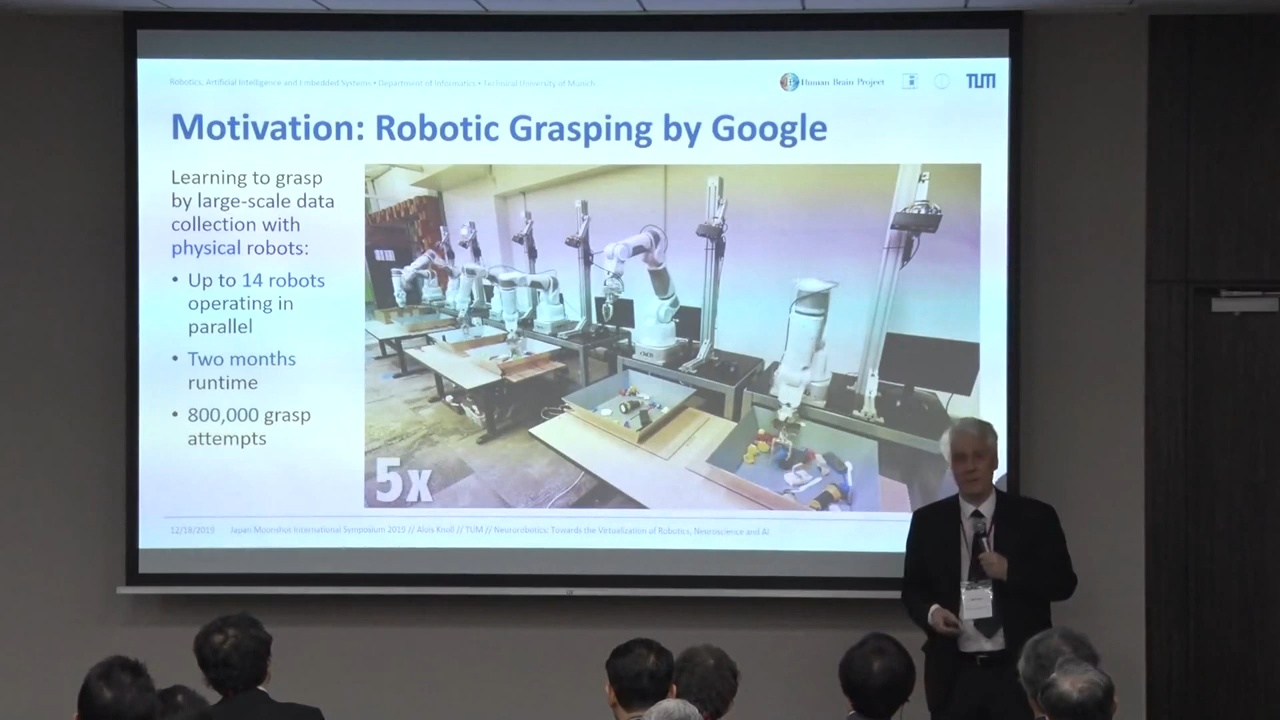 Robotics, Artificial Intelligence and Embedded Systems • Department of Informatics • Technical University of Munich
Human Brain Project
TUM
Motivation: Robotic Grasping by Google
Learning to grasp
by large-scale data
collection with
physical robots:
• Up to 14 robots
operating in
parallel
• Two months
runtime
• 800,000 grasp
attempts
5x
12/18/2019 Japan Moonshot International Symposium 2019 // Alois Knoll // TUM // Neurorobotics: Towards the Virtualization of Robotics, Neuroscience and AI